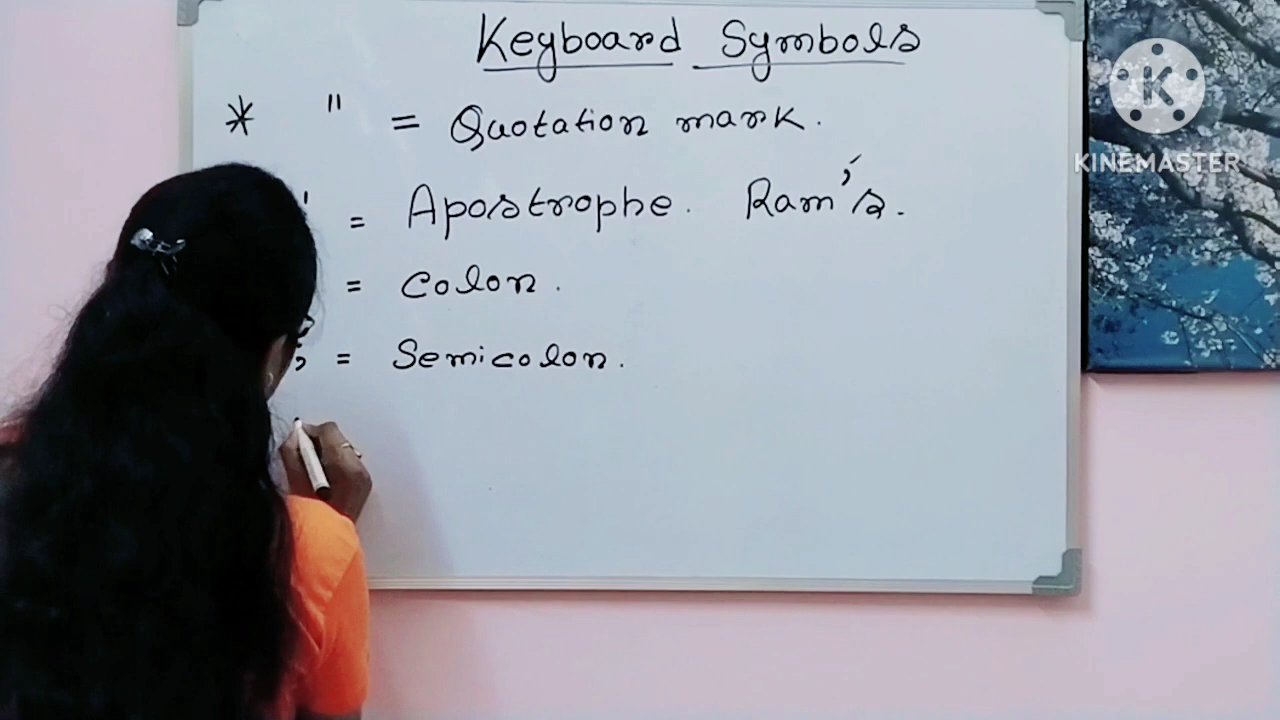 Keyboard Symbols
* " = Quotation mark.
' = Apostrophe. Ram's.
= Colon.
; = Semicolon.
K
KINEMASTER